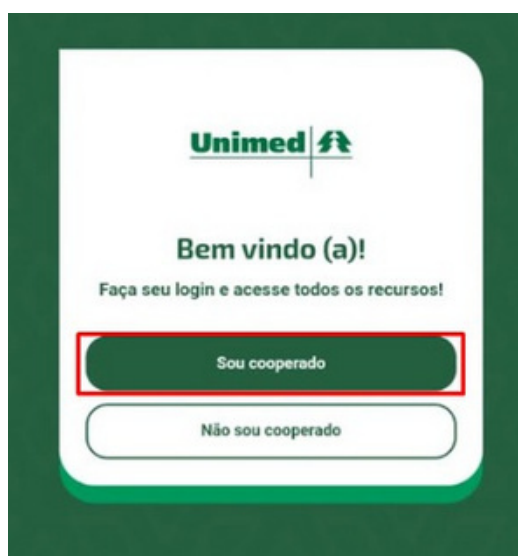 Unimed
Bem vindo (a)!
Faça seu login e acesse todos os recursos!
Sou cooperado
Não sou cooperado